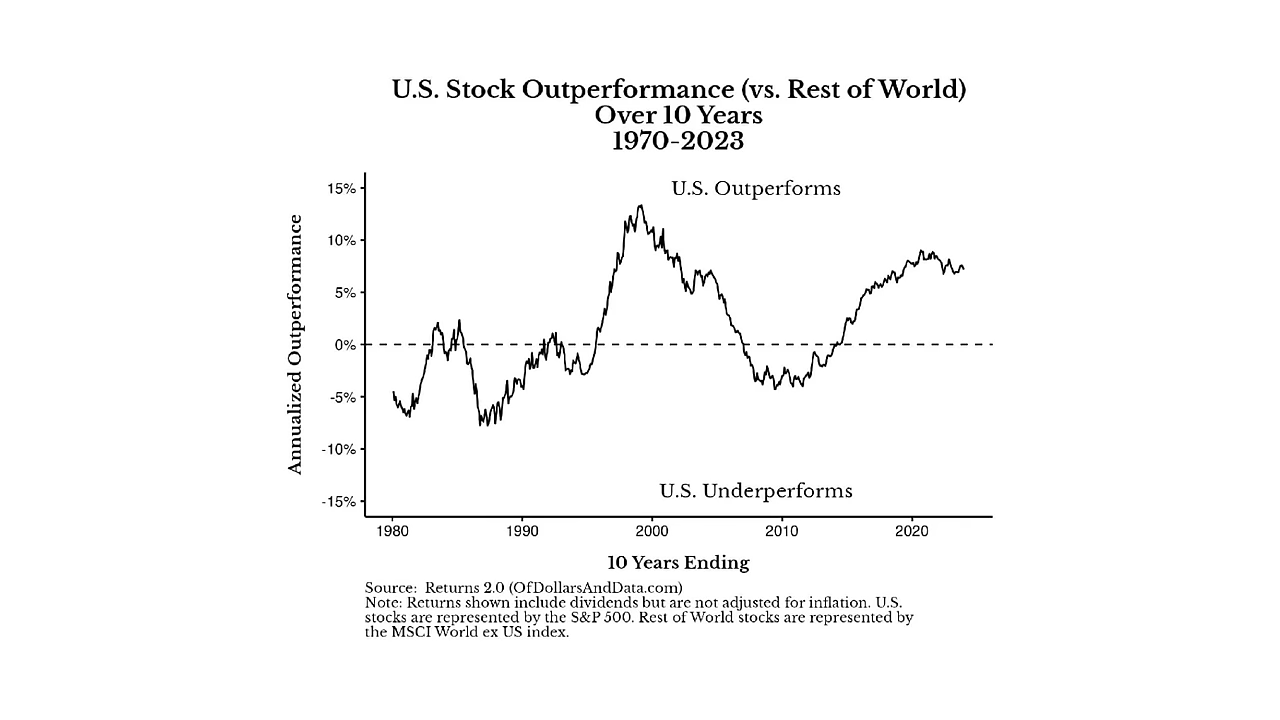 U.S. Stock Outperformance (vs. Rest of World)
Over 10 Years
1970-2023
U.S. Outperforms
15%
10%
5%
0%
-5%
-10%
-15%
Annualized Outperformance
U.S. Underperforms
1980 1990 2000 2010 2020
10 Years Ending
Source: Returns 2.0 (OfDollarsAndData.com)
Note: Returns shown include dividends but are not adjusted for inflation. U.S.
stocks are represented by the S&P 500. Rest of World stocks are represented by
the MSCI World ex US index.